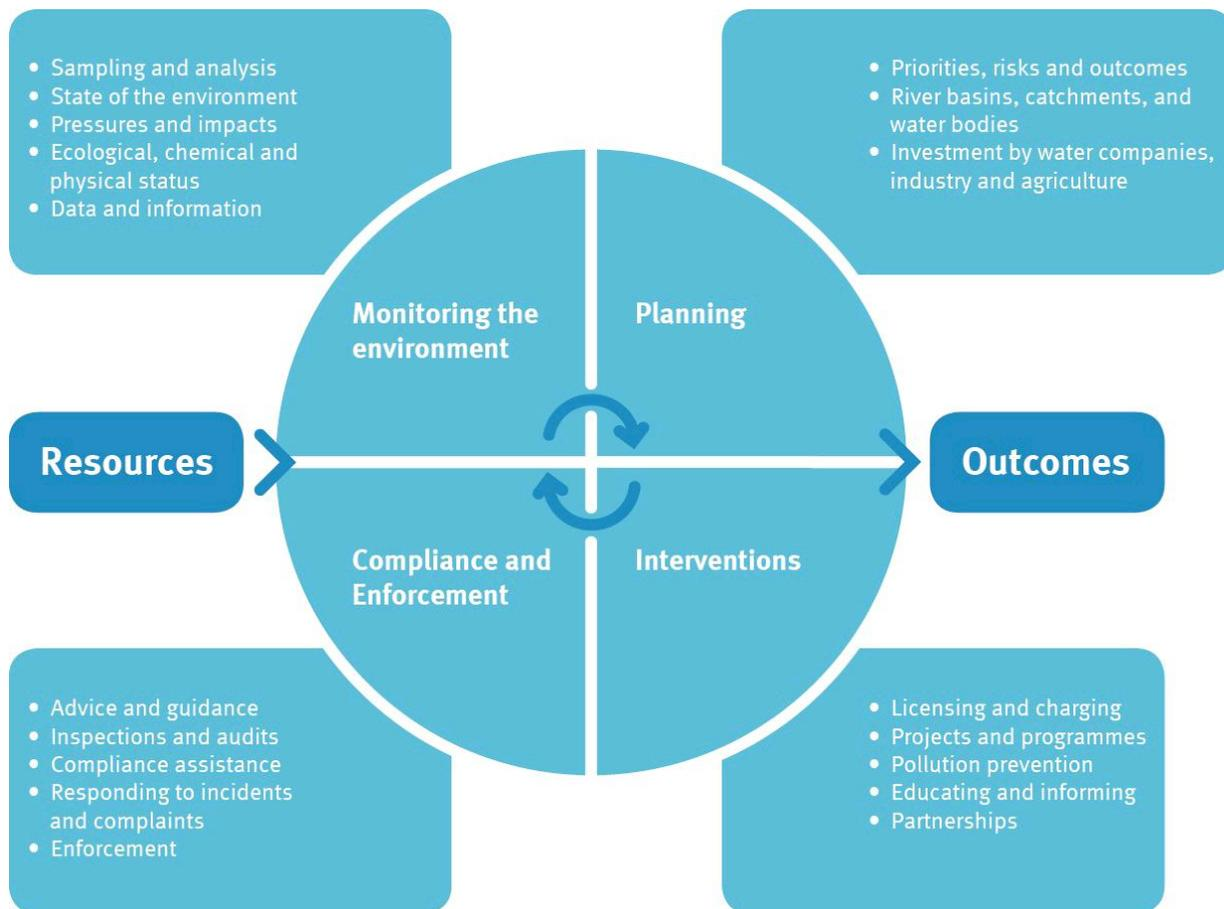 • Sampling and analysis
• State of the environment
• Pressures and impacts
• Ecological, chemical and
physical status
• Data and information
• Priorities, risks and outcomes
• River basins, catchments, and
water bodies
• Investment by water companies,
industry and agriculture
Monitoring the
environment
Planning
Resources
Outcomes
Compliance and
Enforcement
Interventions
• Advice and guidance
• Inspections and audits
• Compliance assistance
• Responding to incidents
and complaints
• Enforcement
• Licensing and charging
• Projects and programmes
• Pollution prevention
• Educating and informing
• Partnerships